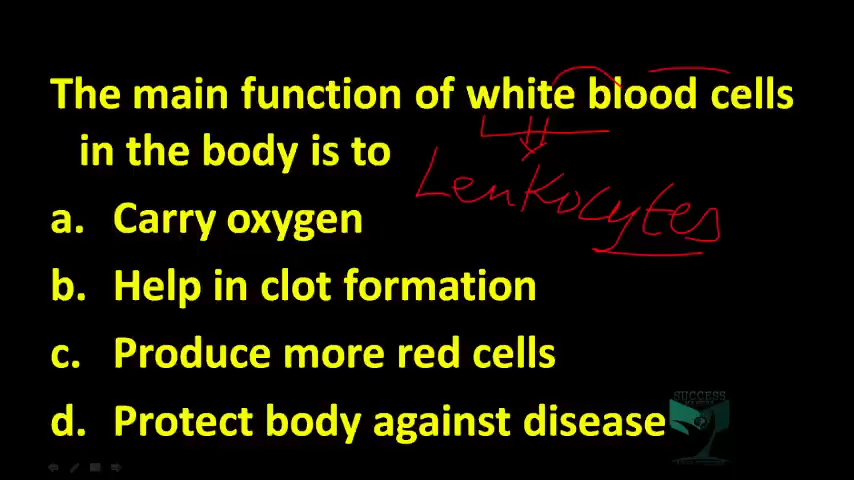 The main function of white blood cells
in the body is to
Leukocytes
a. Carry oxygen
b. Help in clot formation
c. Produce more red cells
d. Protect body against disease
SUCCESS